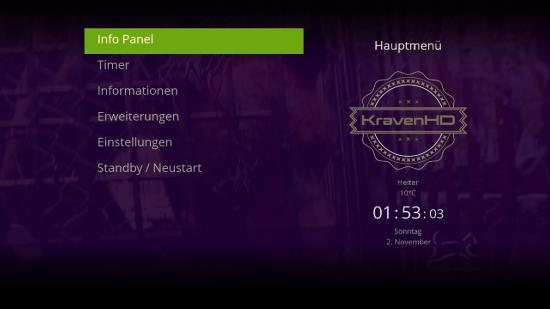 Info Panel
Timer
Informationen
Erweiterungen
Einstellungen
Standby / Neustart
Hauptmenü
KravenHD
Heiter
10°C
01:53:03
Sonntag
2. November